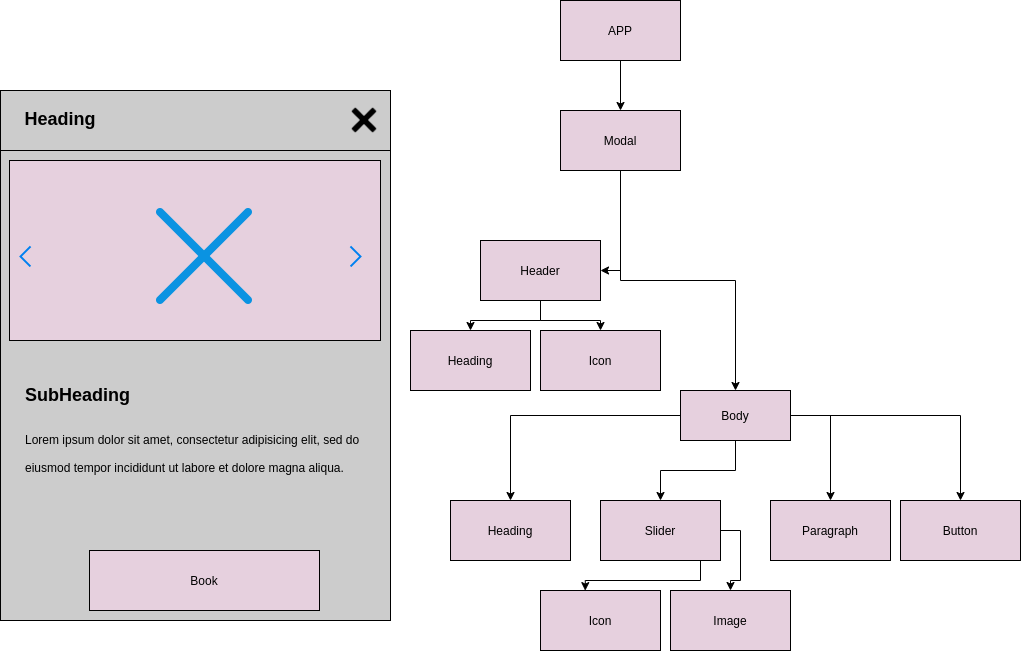 Heading
SubHeading
Lorem ipsum dolor sit amet, consectetur adipisicing elit, sed do
eiusmod tempor incididunt ut labore et dolore magna aliqua.
Book
APP
Modal
Header
Heading
Icon
Body
Heading
Slider
Paragraph
Button
Icon
Image